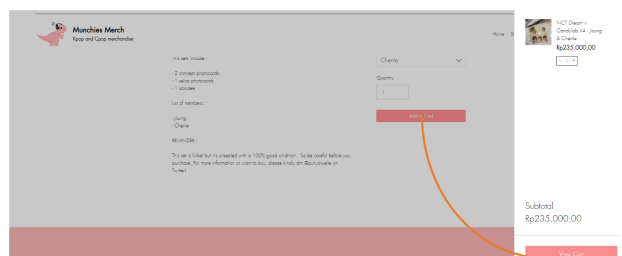 Munchies Merch
Kpop and Cpop merchandise
Home
This sets include :
- 2 concept photocards
- 1 selca photocards
- 1 standee
List of members :
- Jisung
- Chenle
REMINDER :
This set is fullset but it's unsealed with a 100% good condition. So be careful before you
purchase. For more information or want to buy, please kindly dm @punyaxuelle on
Twitter!
Chenle
Quantity
1
Add to Cart
NCT Dream x
Candylab V4 - Jisung
& Chenle
Rp235.000,00
- 1 +
Subtotal
Rp235.000,00
View Cart